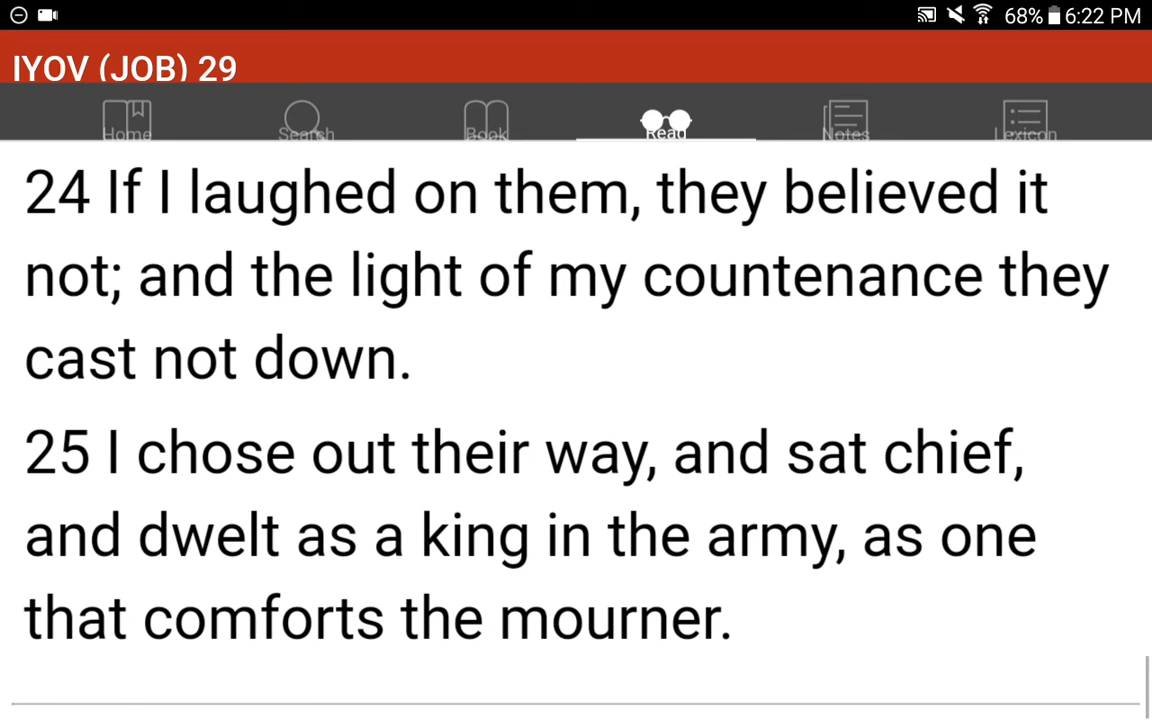 68% 6:22 PM
IYOV (JOB) 29
Home Search Book Read Notes Lexicon
24 If I laughed on them, they believed it
not; and the light of my countenance they
cast not down.
25 I chose out their way, and sat chief,
and dwelt as a king in the army, as one
that comforts the mourner.